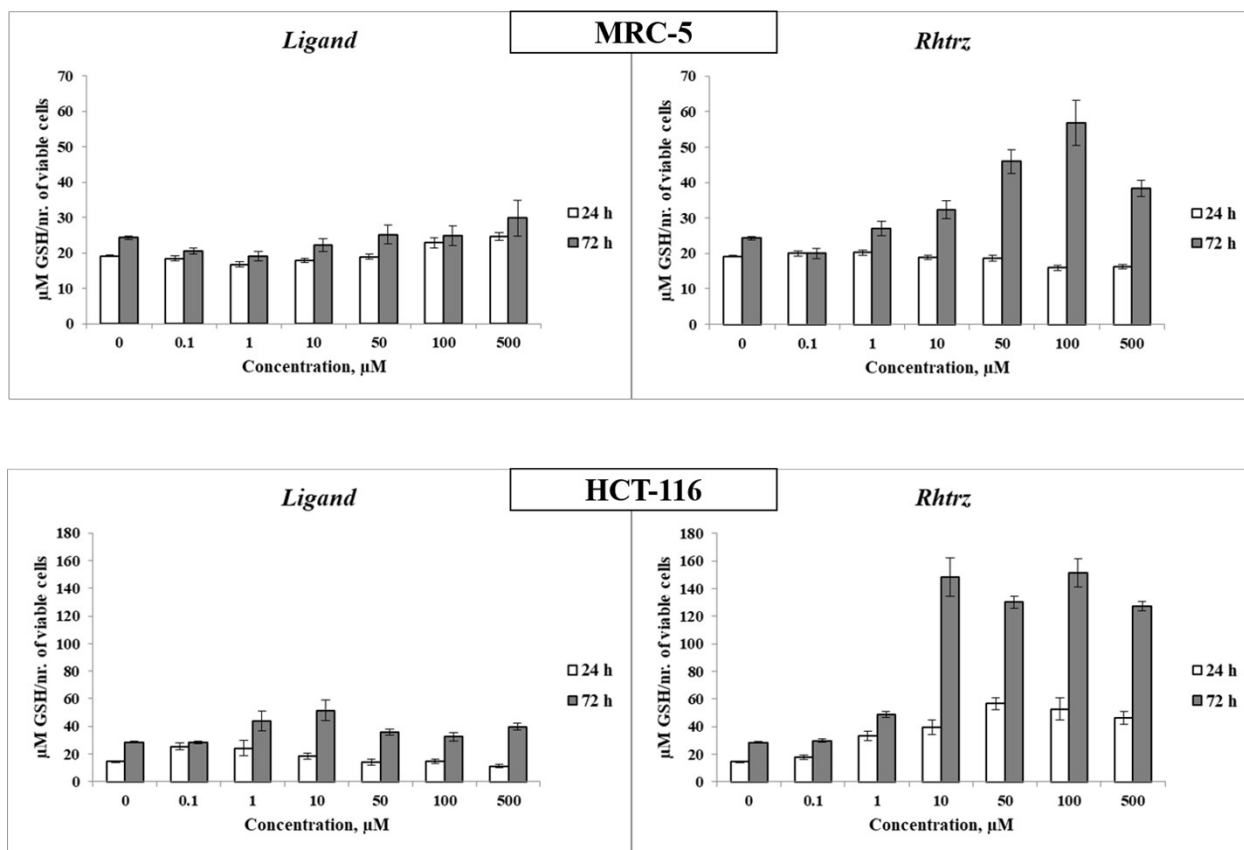 MRC-5
Ligand
µM GSH/nr. of viable cells
70
60
50
40
30
20
10
0
0 0.1 1 10 50 100 500
Concentration, µM
24 h
72 h
Rhtrz
µM GSH/nr. of viable cells
70
60
50
40
30
20
10
0
0 0.1 1 10 50 100 500
Concentration, µM
24 h
72 h
HCT-116
Ligand
µM GSH/nr. of viable cells
180
160
140
120
100
80
60
40
20
0
0 0.1 1 10 50 100 500
Concentration, µM
24 h
72 h
Rhtrz
µM GSH/nr. of viable cells
180
160
140
120
100
80
60
40
20
0
0 0.1 1 10 50 100 500
Concentration, µM
24 h
72 h